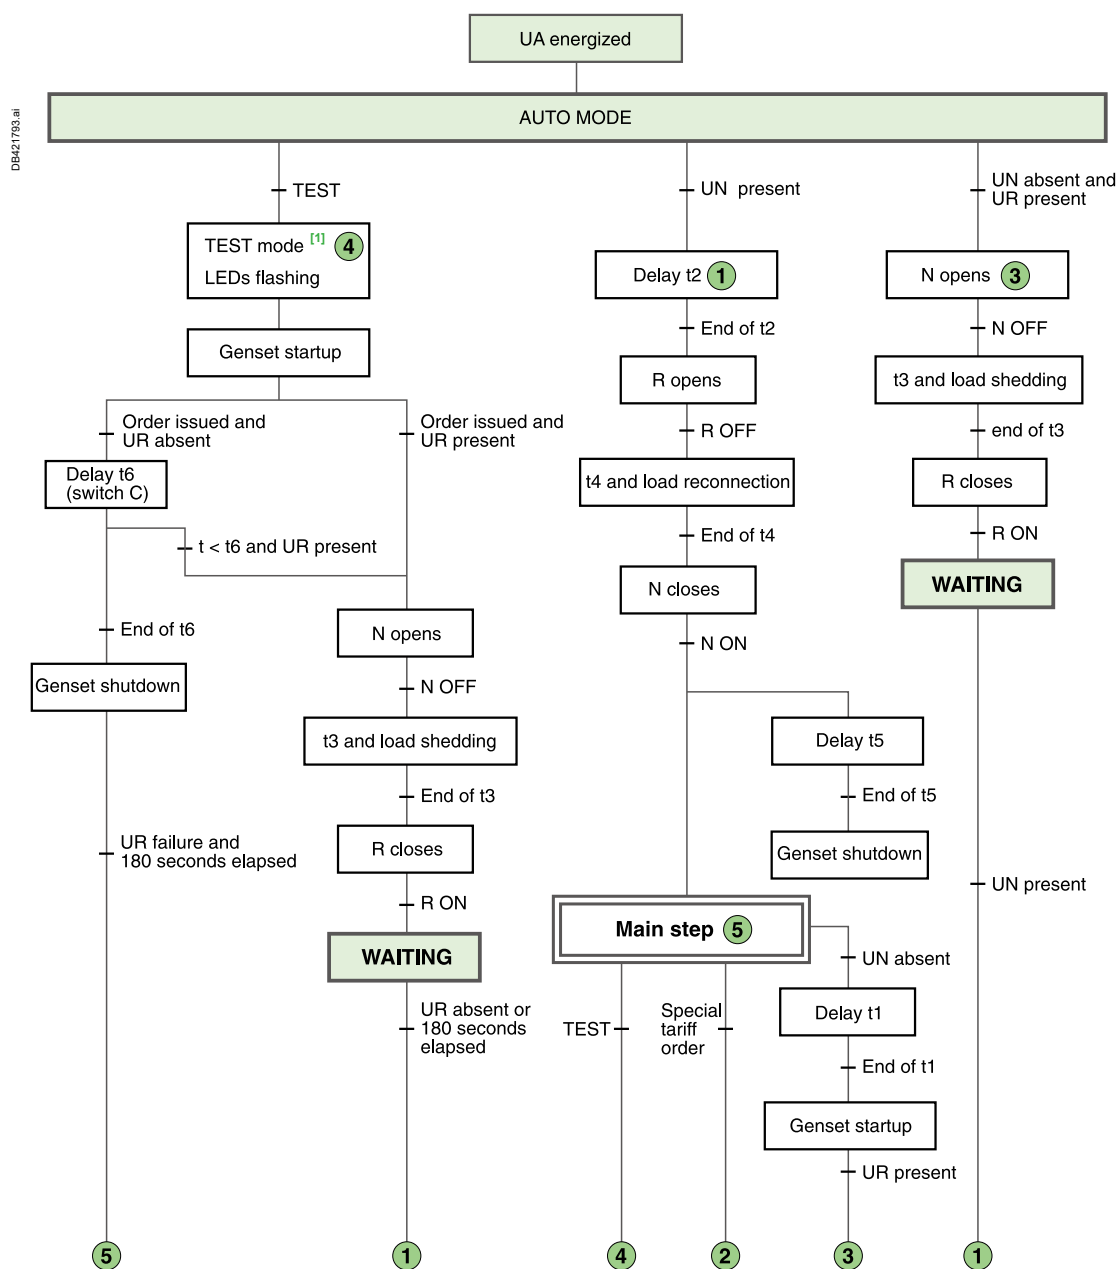 UA energized
DB421793.ai
AUTO MODE
TEST
TEST mode [1] 4
LEDs flashing
Genset startup
Order issued and
UR absent
Order issued and
UR present
Delay t6
(switch C)
t < t6 and UR present
End of t6
Genset shutdown
UR failure and
180 seconds elapsed
5
N opens
N OFF
t3 and load shedding
End of t3
R closes
R ON
WAITING
UR absent or
180 seconds
elapsed
1
UN present
Delay t2 1
End of t2
R opens
R OFF
t4 and load reconnection
End of t4
N closes
N ON
Delay t5
End of t5
Genset shutdown
Main step 5
TEST
4
Special
tariff
order
2
UN absent
Delay t1
End of t1
Genset startup
UR present
3
UN absent and
UR present
N opens 3
N OFF
t3 and load shedding
end of t3
R closes
R ON
WAITING
UN present
1